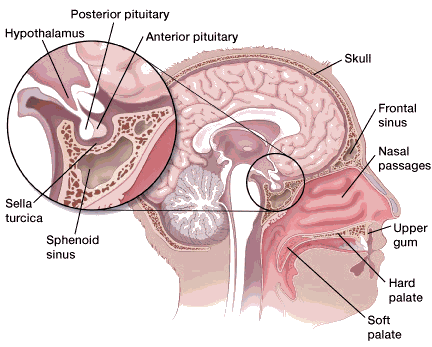 Posterior pituitary
Hypothalamus
Anterior pituitary
Skull
Frontal
sinus
Nasal
passages
Sella
turcica
Sphenoid
sinus
Upper
gum
Hard
palate
Soft
palate